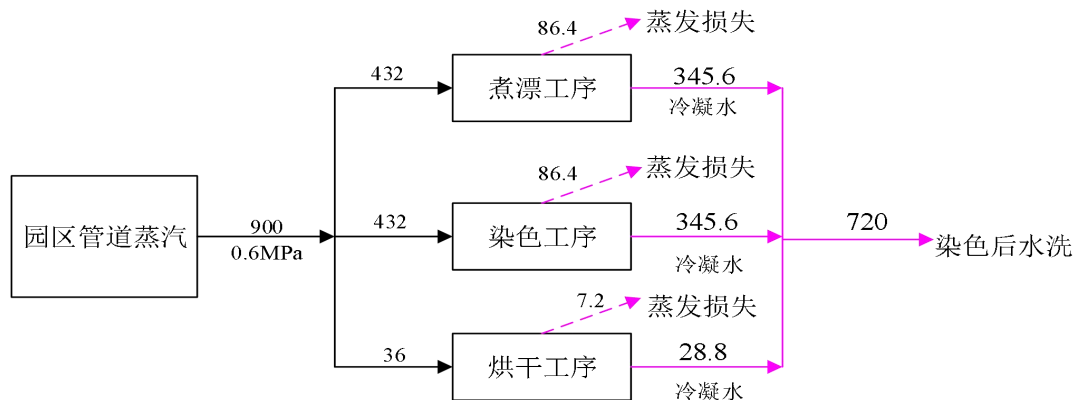 86.4
蒸发损失
432
煮漂工序
345.6
冷凝水
86.4
蒸发损失
园区管道蒸汽
900
0.6MPa
432
染色工序
345.6
冷凝水
720
染色后水洗
7.2
蒸发损失
36
烘干工序
28.8
冷凝水